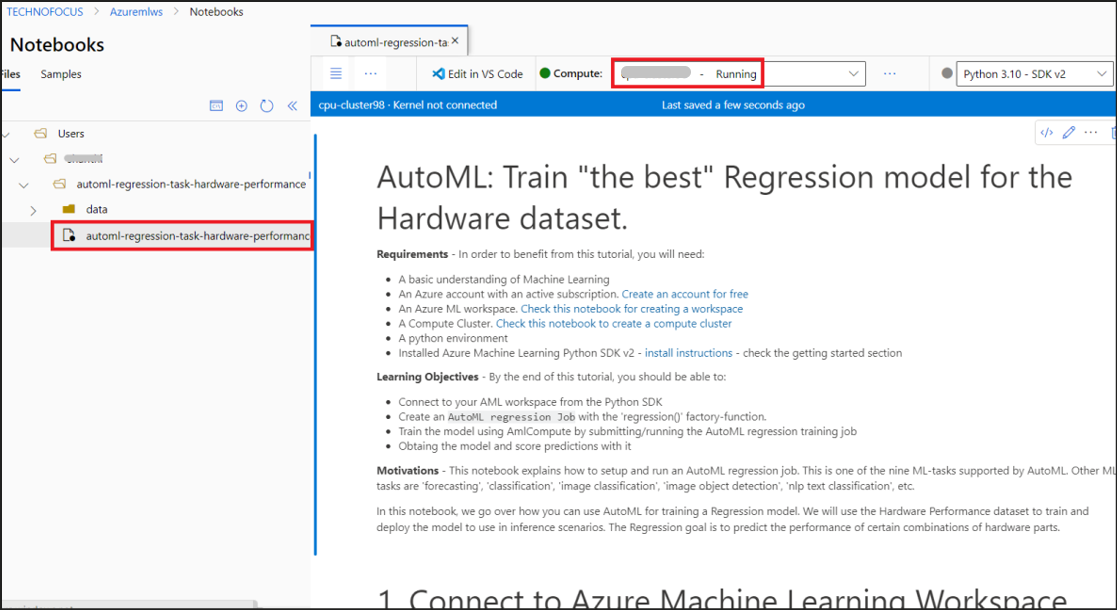 TECHNOFOCUS > Azuremlws > Notebooks
Notebooks
Files Samples
Users
automl-regression-task-hardware-performance
data
automl-regression-task-hardware-performanc
automl-regression-ta:
Edit in VS Code
Compute:
- Running
Python 3.10 - SDK v2
cpu-cluster98 · Kernel not connected
Last saved a few seconds ago
AutoML: Train "the best" Regression model for the
Hardware dataset.
Requirements - In order to benefit from this tutorial, you will need:
• A basic understanding of Machine Learning
• An Azure account with an active subscription. Create an account for free
• An Azure ML workspace. Check this notebook for creating a workspace
• A Compute Cluster. Check this notebook to create a compute cluster
• A python environment
• Installed Azure Machine Learning Python SDK v2 - install instructions - check the getting started section
Learning Objectives - By the end of this tutorial, you should be able to:
• Connect to your AML workspace from the Python SDK
• Create an AutoML regression Job with the 'regression()' factory-function.
• Train the model using AmlCompute by submitting/running the AutoML regression training job
• Obtaing the model and score predictions with it
Motivations - This notebook explains how to setup and run an AutoML regression job. This is one of the nine ML-tasks supported by AutoML. Other ML
tasks are 'forecasting', 'classification', 'image classification', 'image object detection', 'nlp text classification', etc.
In this notebook, we go over how you can use AutoML for training a Regression model. We will use the Hardware Performance dataset to train and
deploy the model to use in inference scenarios. The Regression goal is to predict the performance of certain combinations of hardware parts.
1. Connect to Azure Machine Learning Workspace